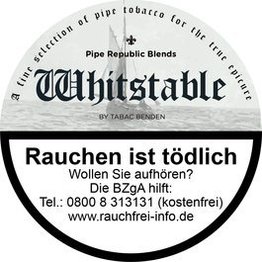 A fine selection of pipe tobacco for the true epicure
Pipe Republic Blends
Whitstable
BY TABAC BENDEN
Rauchen ist tödlich
Wollen Sie aufhören?
Die BZgA hilft:
Tel.: 0800 8 313131 (kostenfrei)
www.rauchfrei-info.de